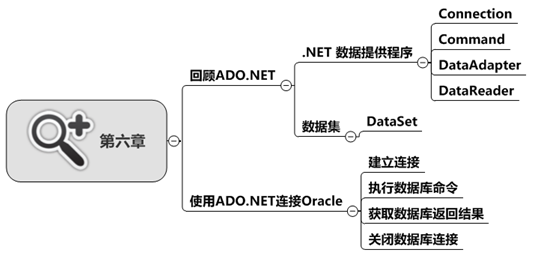 第六章
回顾ADO.NET
.NET 数据提供程序
Connection
Command
DataAdapter
DataReader
数据集
DataSet
使用ADO.NET连接Oracle
建立连接
执行数据库命令
获取数据库返回结果
关闭数据库连接